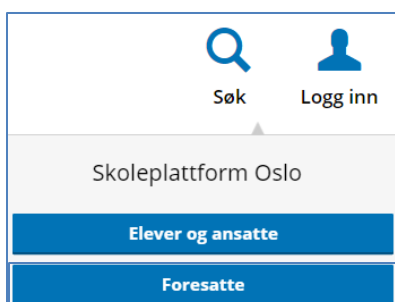 Søk Logg inn
Skoleplattform Oslo
Elever og ansatte
Foresatte